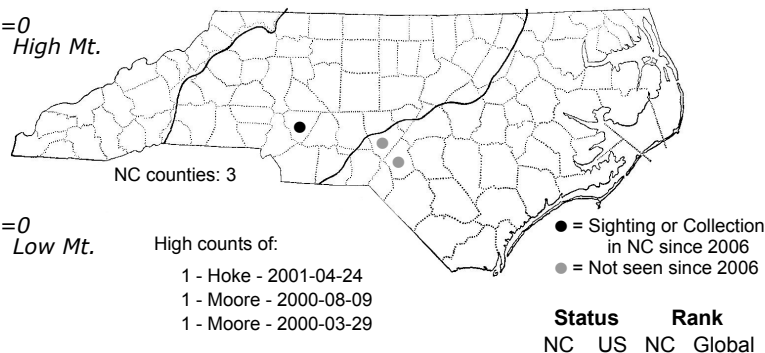 =0
High Mt.
NC counties: 3
=0
Low Mt.
High counts of:
1 - Hoke - 2001-04-24
1 - Moore - 2000-08-09
1 - Moore - 2000-03-29
= Sighting or Collection
in NC since 2006
= Not seen since 2006
Status Rank
NC US NC Global